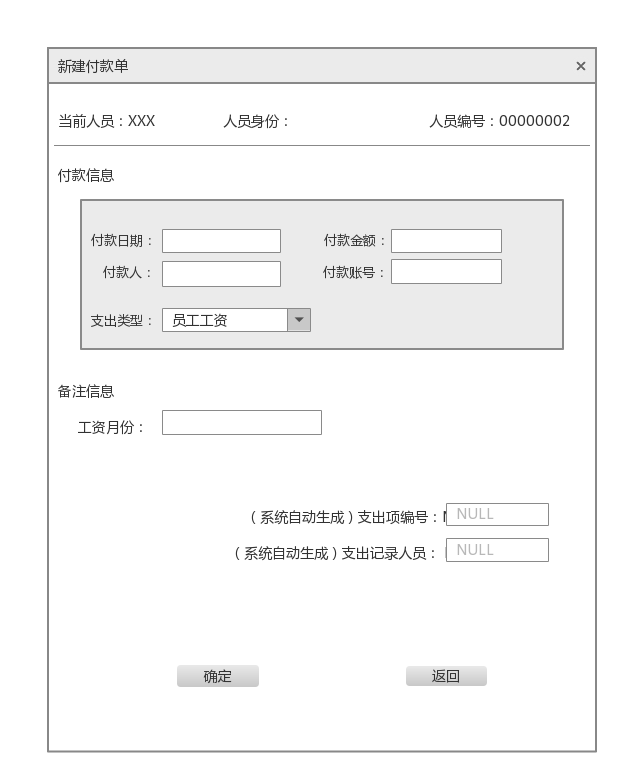 新建付款单 ×
当前人员：XXX 人员身份： 人员编号：00000002
付款信息
付款日期： 付款金额：
付款人： 付款账号：
支出类型： 员工工资
备注信息
工资月份：
（系统自动生成）支出项编号： NULL
（系统自动生成）支出记录人员： NULL
确定 返回